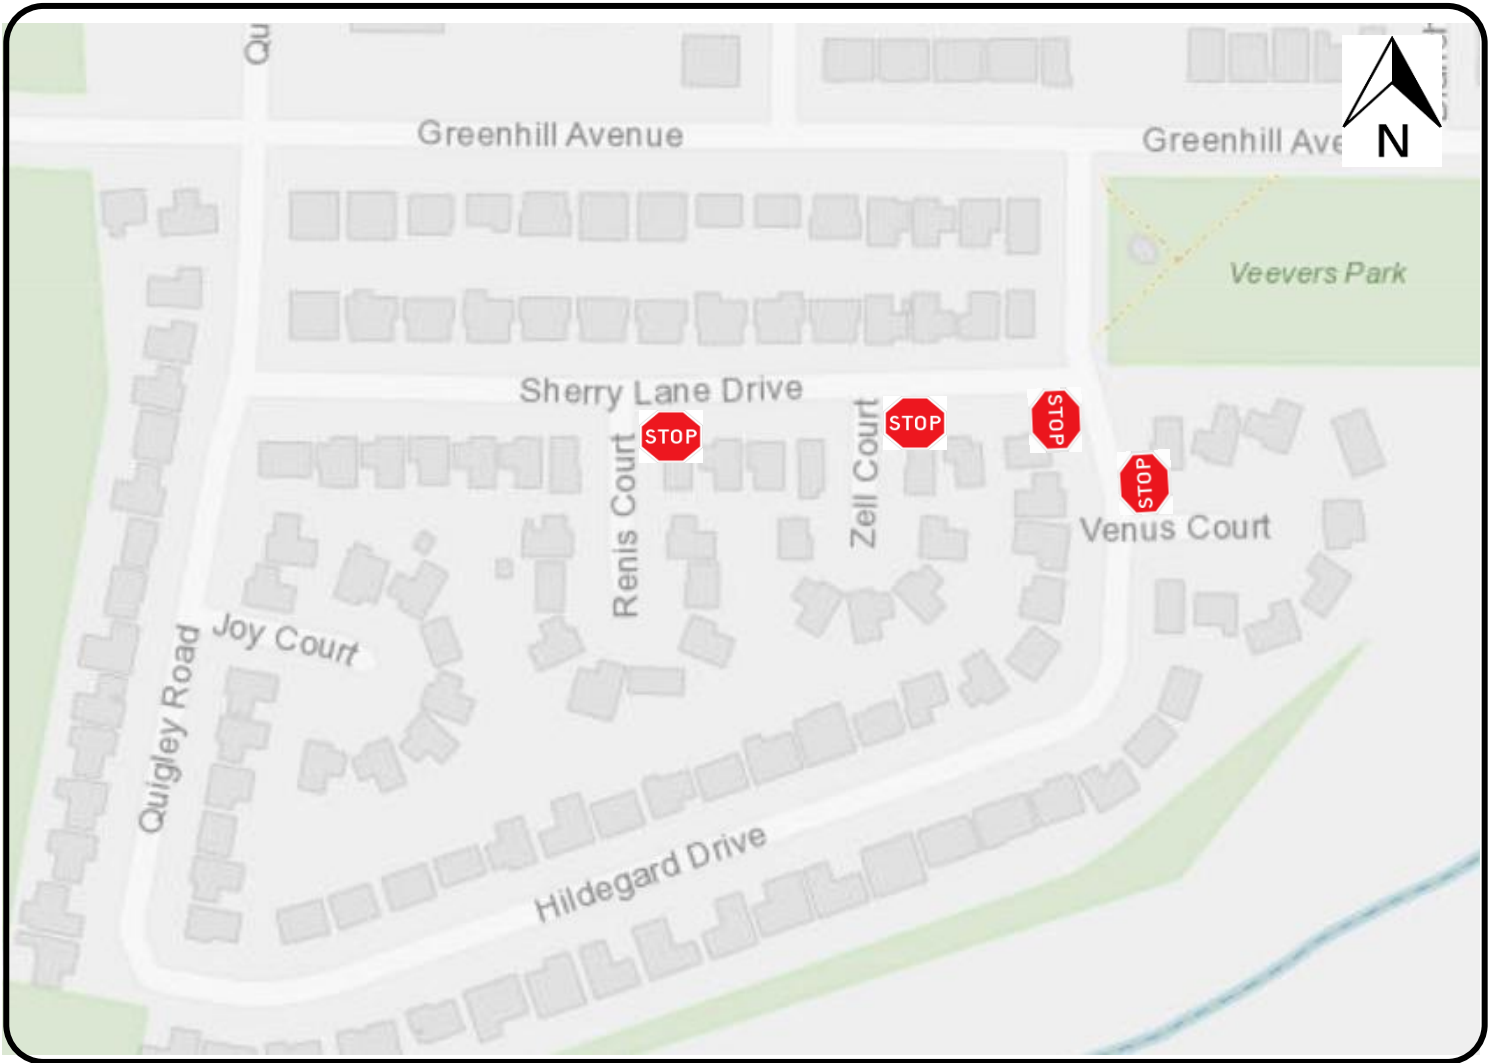 Qu
Greenhill Avenue
Greenhill Ave
N
Veevers Park
Sherry Lane Drive
STOP
STOP
STOP
STOP
Renis Court
Zell Court
Venus Court
Joy Court
Quigley Road
Hildegard Drive